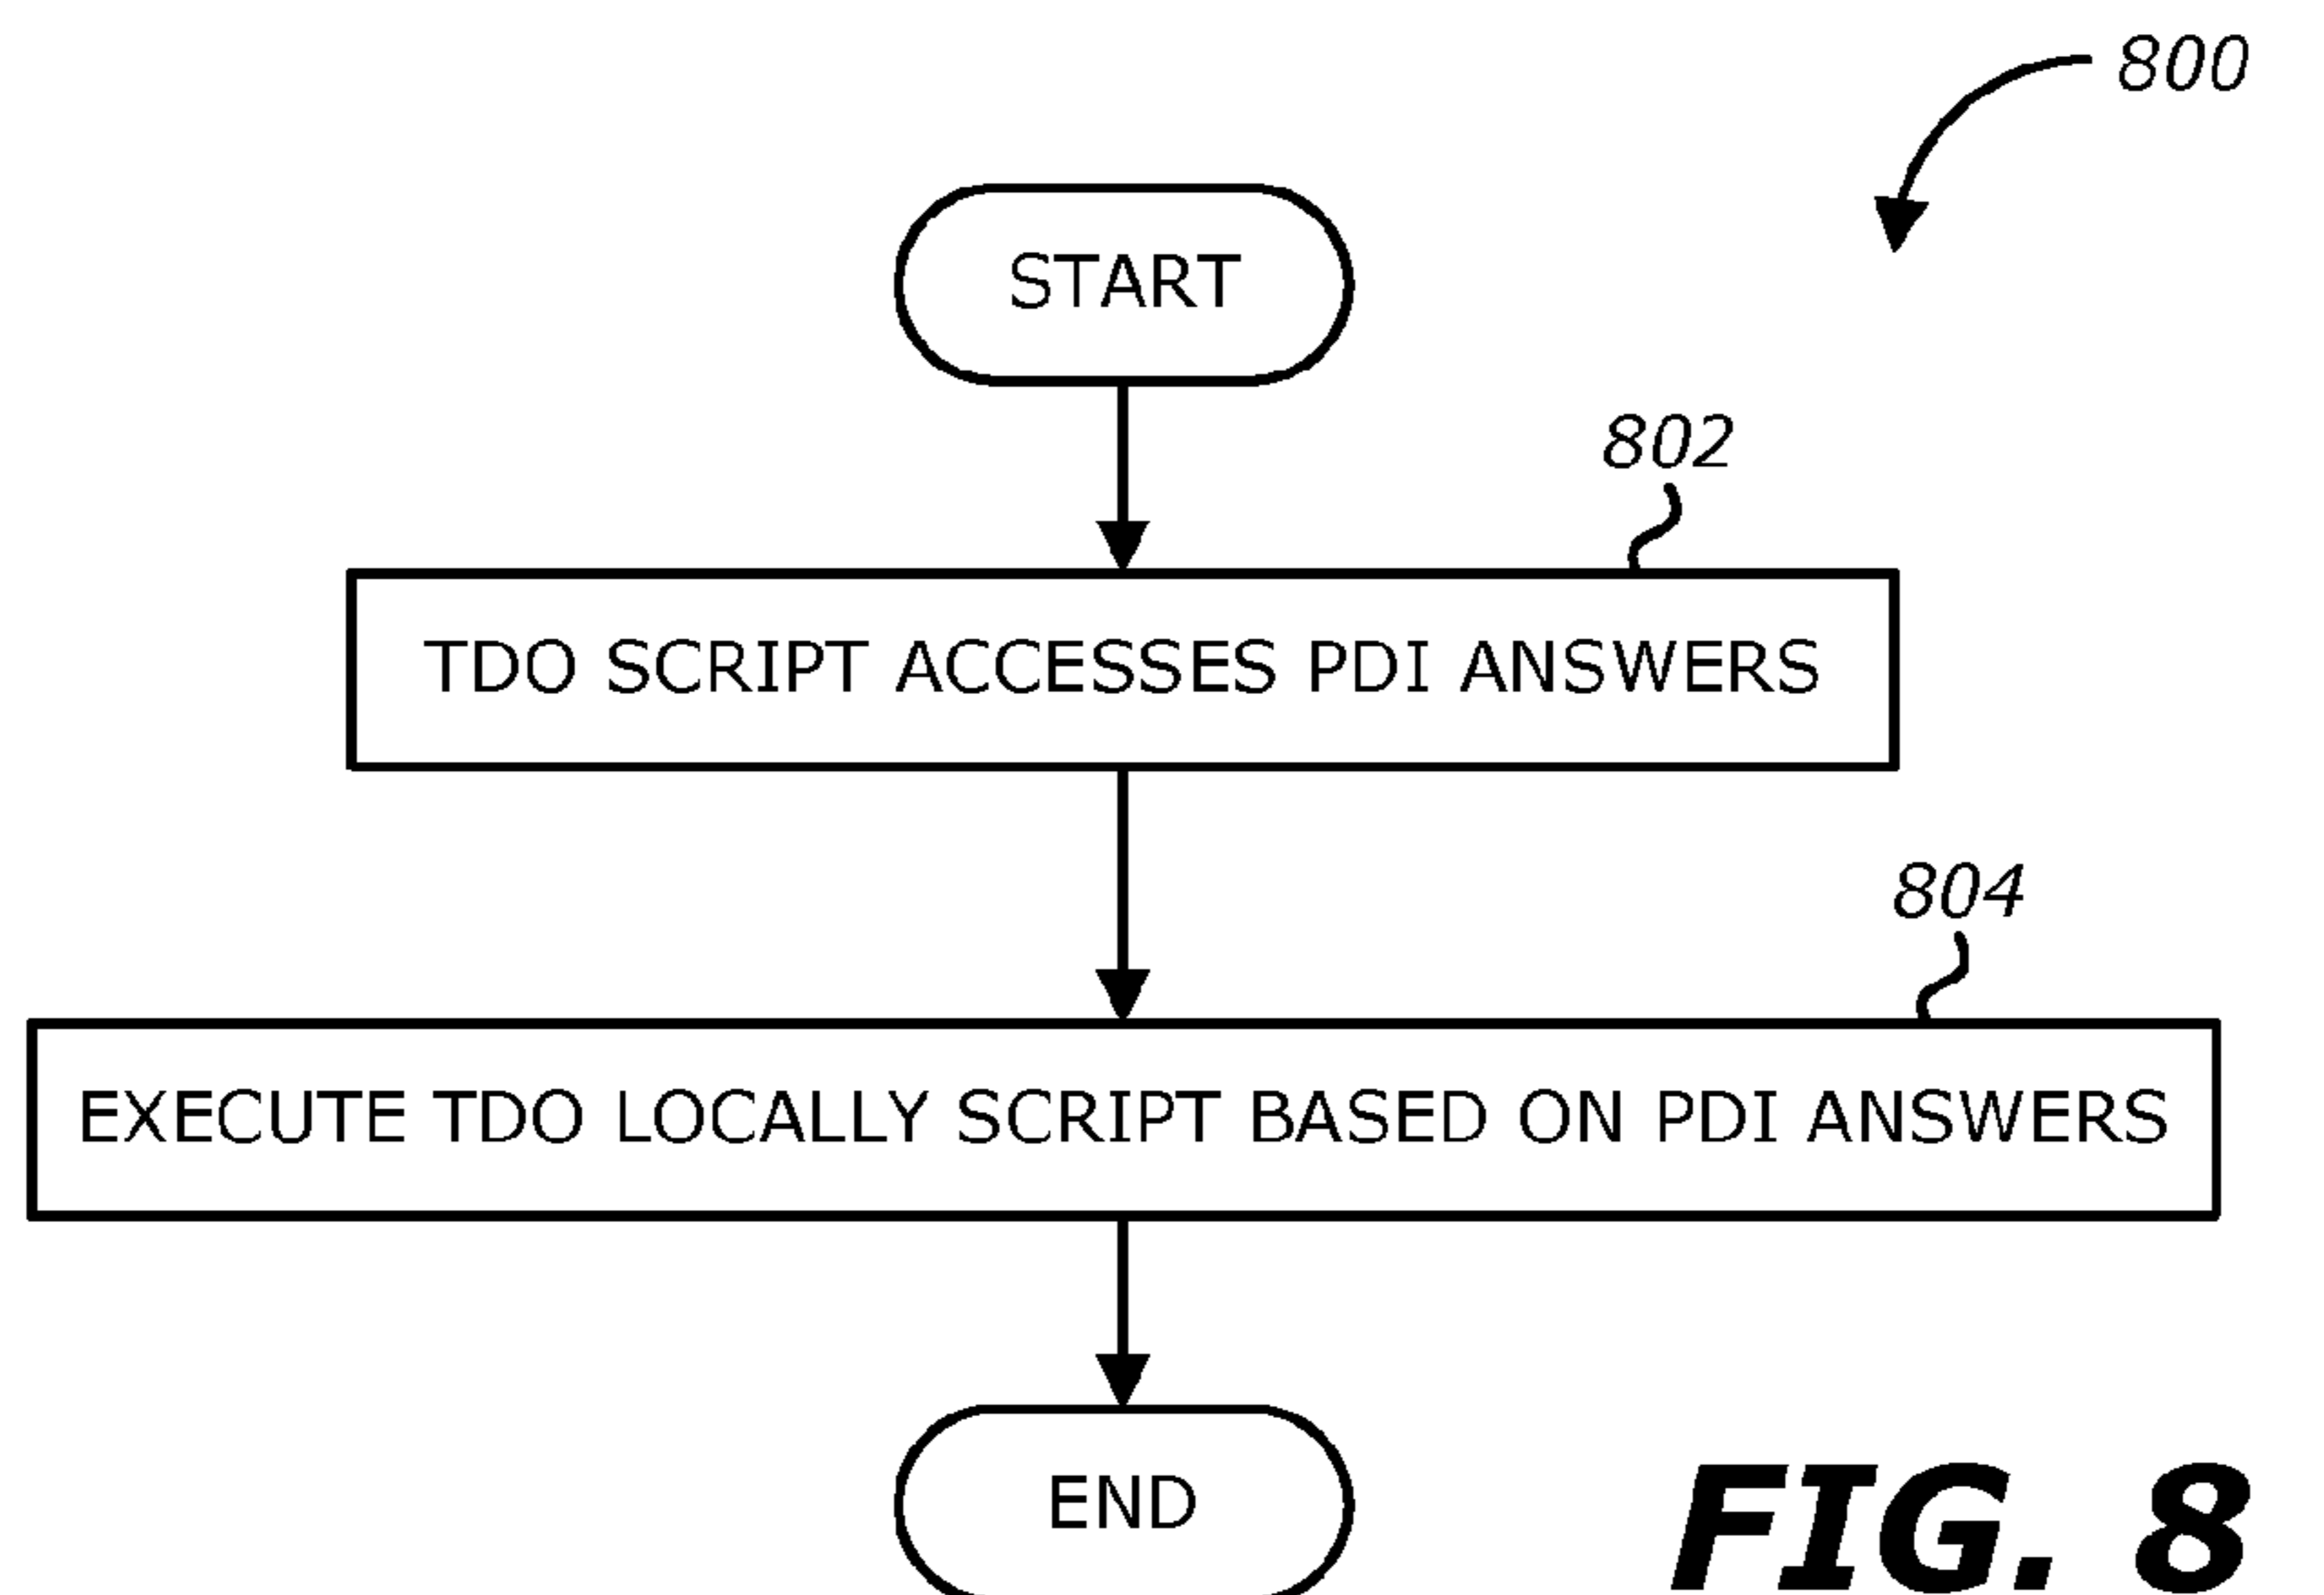 800
START
802
TDO SCRIPT ACCESSES PDI ANSWERS
804
EXECUTE TDO LOCALLY SCRIPT BASED ON PDI ANSWERS
END
FIG. 8